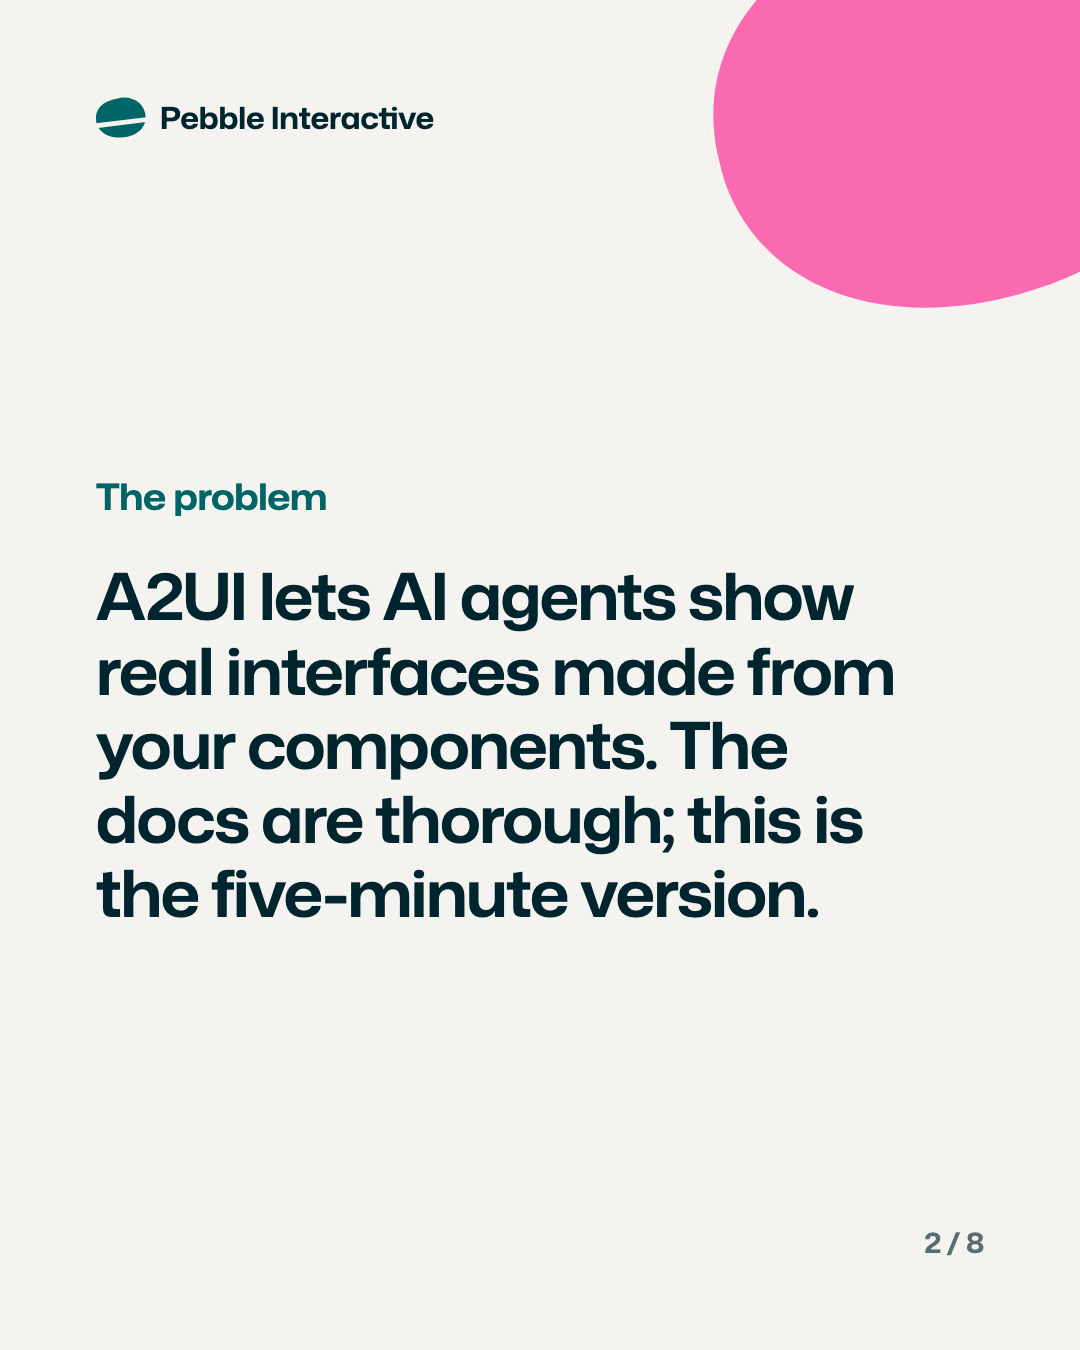 Pebble Interactive
The problem
A2UI lets AI agents show
real interfaces made from
your components. The
docs are thorough; this is
the five-minute version.
2 / 8